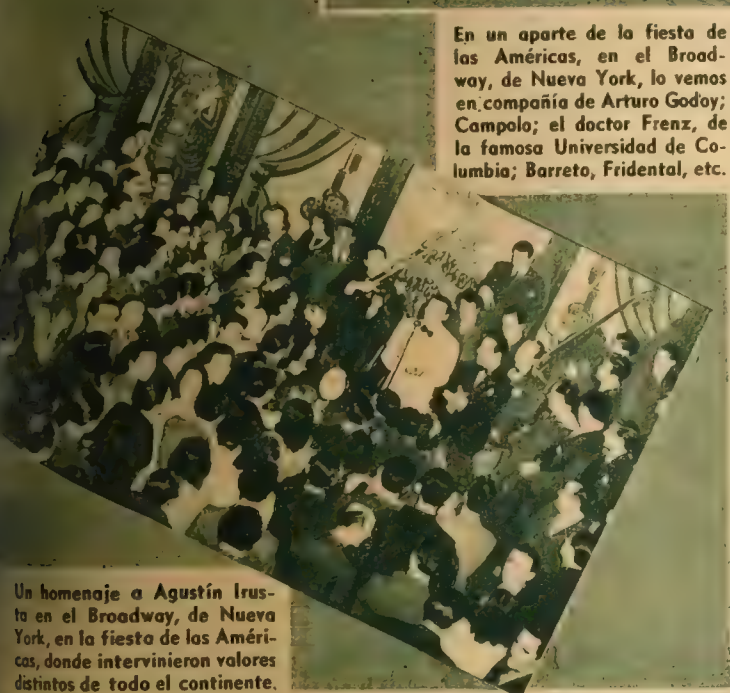 En un aparte de la fiesta de
las Américas, en el Broad-
way, de Nueva York, lo vemos
en compañía de Arturo Godoy;
Campolo; el doctor Frenz, de
la famosa Universidad de Co-
lumbia; Barreto, Fridental, etc.
Un homenaje a Agustín Irus-
ta en el Broadway, de Nueva
York, en la fiesta de las Améri-
cas, donde intervinieron valores
distintos de todo el continente.